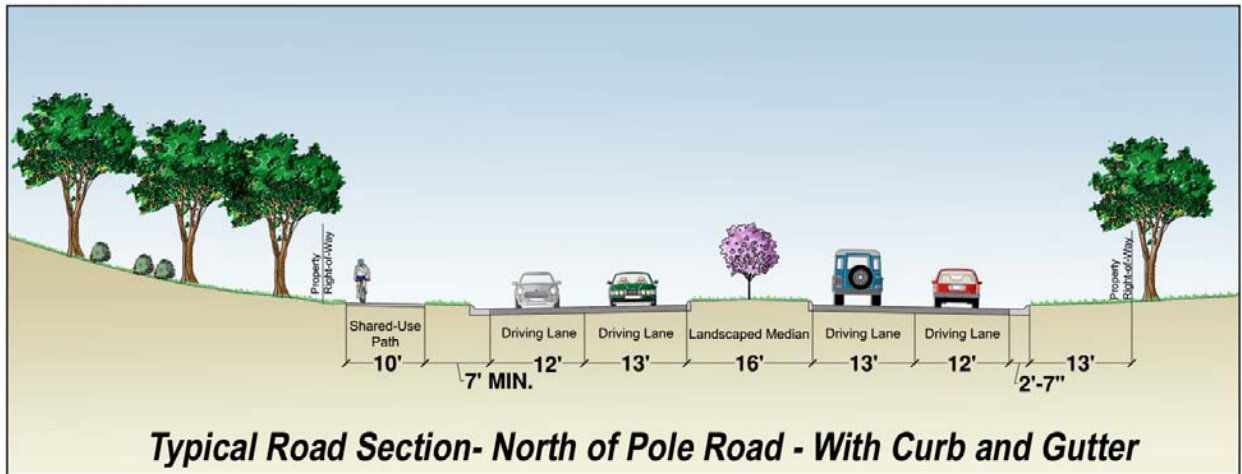 Property
Right-of-Way
Property
Right-of-Way
Shared-Use
Path
Driving Lane
Driving Lane
Landscaped Median
Driving Lane
Driving Lane
10'
7' MIN.
12'
13'
16'
13'
12'
2'-7"
13'
Typical Road Section- North of Pole Road - With Curb and Gutter